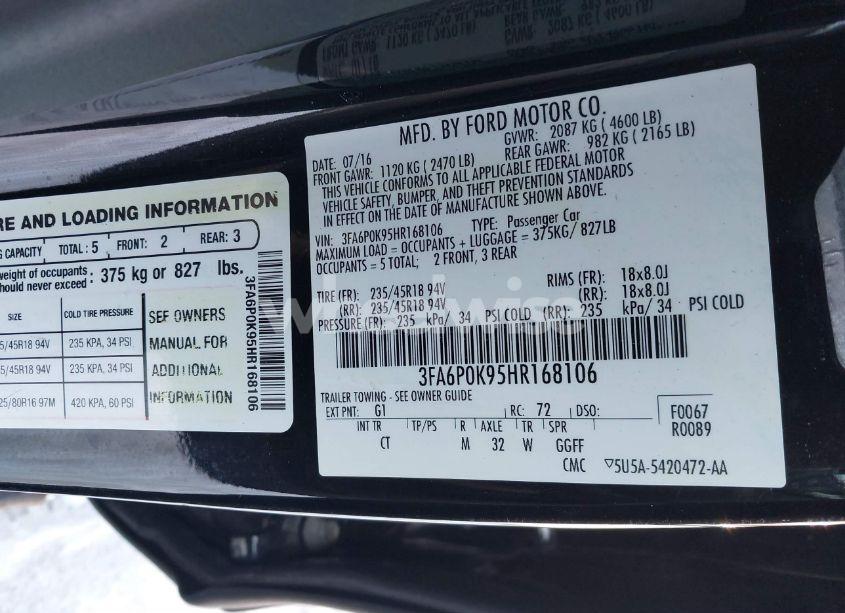 MFD. BY FORD MOTOR CO.
DATE: 07/16 GVWR: 2087 KG ( 4600 LB)
FRONT GAWR: 1120 KG ( 2470 LB) REAR GAWR: 982 KG ( 2165 LB)
THIS VEHICLE CONFORMS TO ALL APPLICABLE FEDERAL MOTOR
VEHICLE SAFETY, BUMPER, AND THEFT PREVENTION STANDARDS
IN EFFECT ON THE DATE OF MANUFACTURE SHOWN ABOVE.
VIN: 3FA6P0K95HR168106 TYPE: Passenger Car
MAXIMUM LOAD = OCCUPANTS + LUGGAGE = 375KG/ 827LB
OCCUPANTS = 5 TOTAL; 2 FRONT, 3 REAR
TIRE (FR): 235/45R18 94V RIMS (FR): 18x8.0J
(RR): 235/45R18 94V (RR): 18x8.0J
PRESSURE (FR): 235 kPa/ 34 PSI COLD (RR): 235 kPa/ 34 PSI COLD
3FA6P0K95HR168106
TRAILER TOWING - SEE OWNER GUIDE
EXT PNT: G1 RC: 72 DSO: F0067
INT TR TP/PS R AXLE TR SPR R0089
CT M 32 W GGFF
CMC 5U5A-5420472-AA
RE AND LOADING INFORMATION
G CAPACITY TOTAL : 5 FRONT: 2 REAR: 3
weight of occupants
hould never exceed : 375 kg or 827 lbs.
SIZE COLD TIRE PRESSURE SEE OWNERS
5/45R18 94V 235 KPA, 34 PSI MANUAL FOR
5/45R18 94V 235 KPA, 34 PSI ADDITIONAL
25/80R16 97M 420 KPA, 60 PSI INFORMATION
3FA6P0K95HR168106